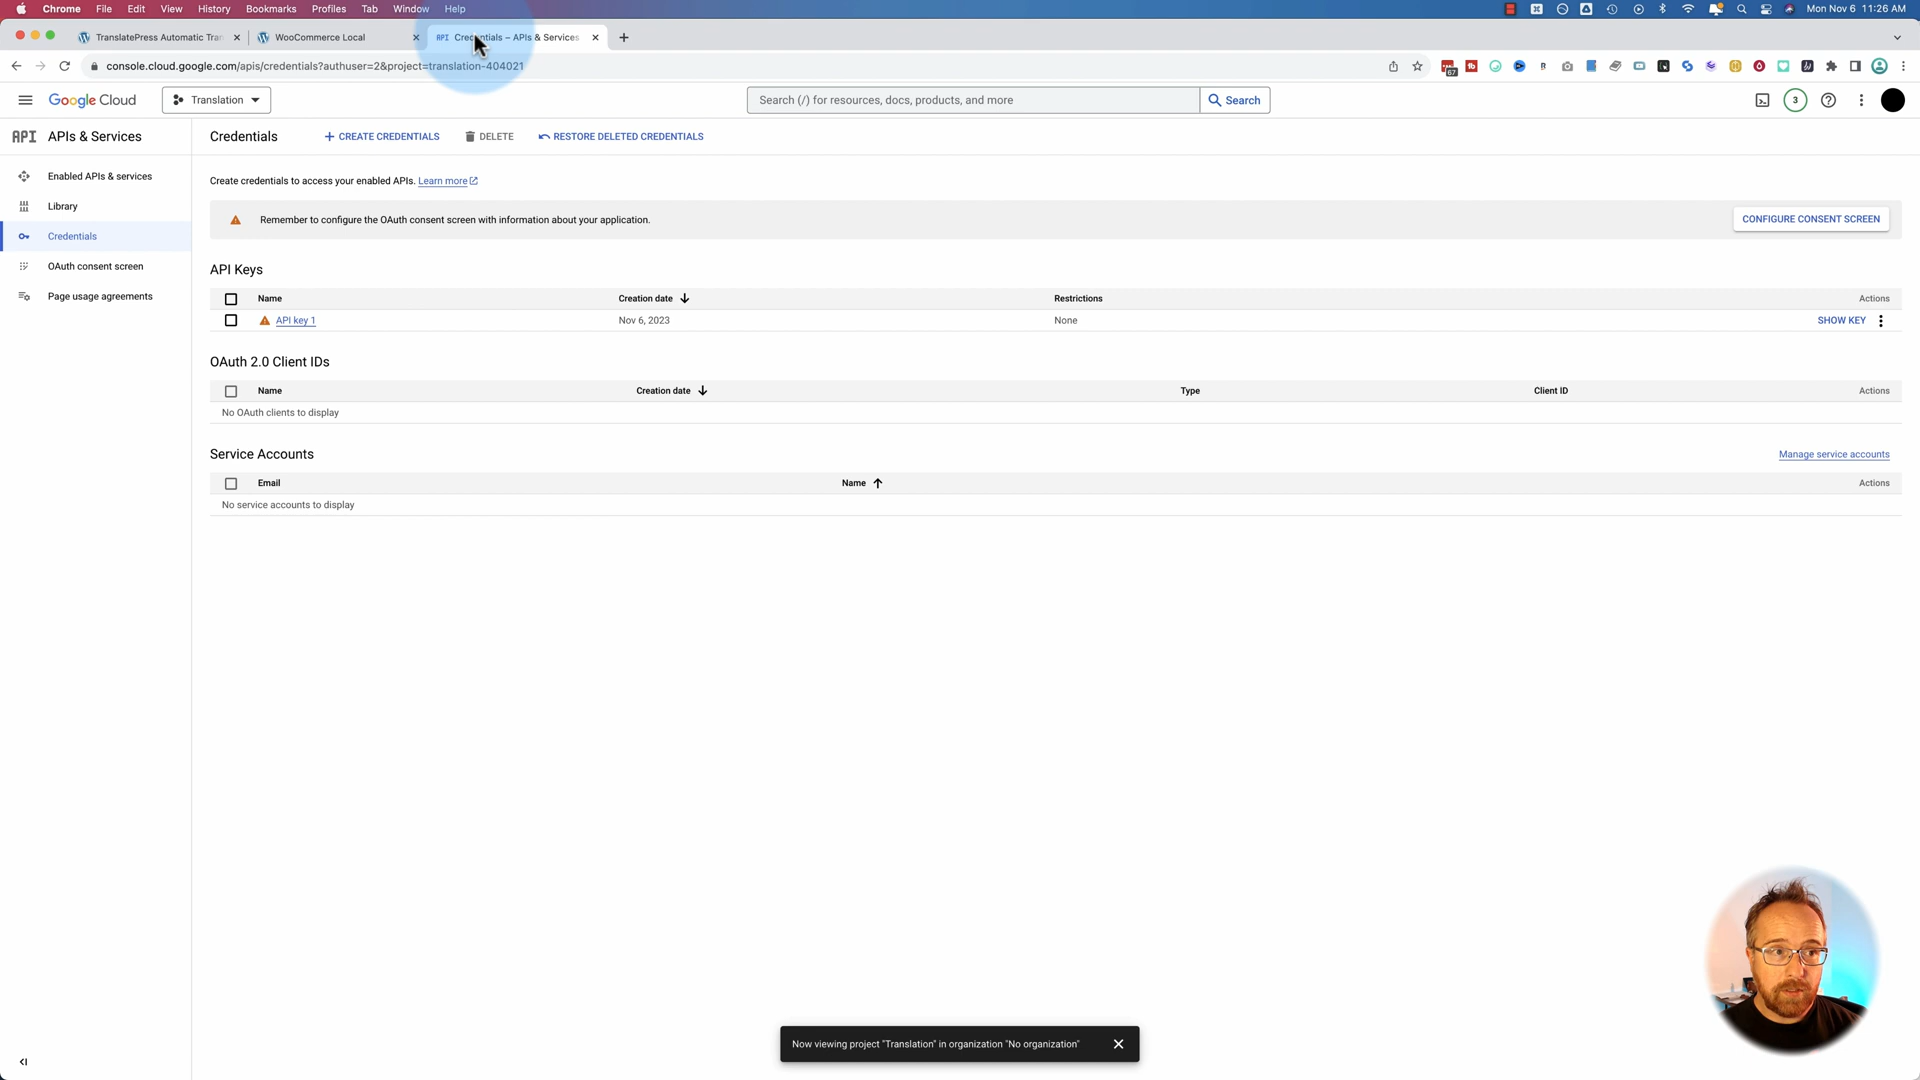 Chrome File Edit View History Bookmarks Profiles Tab Window Help Mon Nov 6 11:26 AM
TranslatePress Automatic Tran WooCommerce Local API Credentials – APIs & Services
console.cloud.google.com/apis/credentials?authuser=2&project=translation-404021 67
Google Cloud Translation Search (/) for resources, docs, products, and more Search 3
API APIs & Services
Enabled APIs & services
Library
Credentials
OAuth consent screen
Page usage agreements
Credentials CREATE CREDENTIALS DELETE RESTORE DELETED CREDENTIALS
Create credentials to access your enabled APIs. Learn more
Remember to configure the OAuth consent screen with information about your application. CONFIGURE CONSENT SCREEN
API Keys
Name Creation date Restrictions Actions
API key 1 Nov 6, 2023 None SHOW KEY
OAuth 2.0 Client IDs
Name Creation date Type Client ID Actions
No OAuth clients to display
Service Accounts Manage service accounts
Email Name Actions
No service accounts to display
Now viewing project "Translation" in organization "No organization"